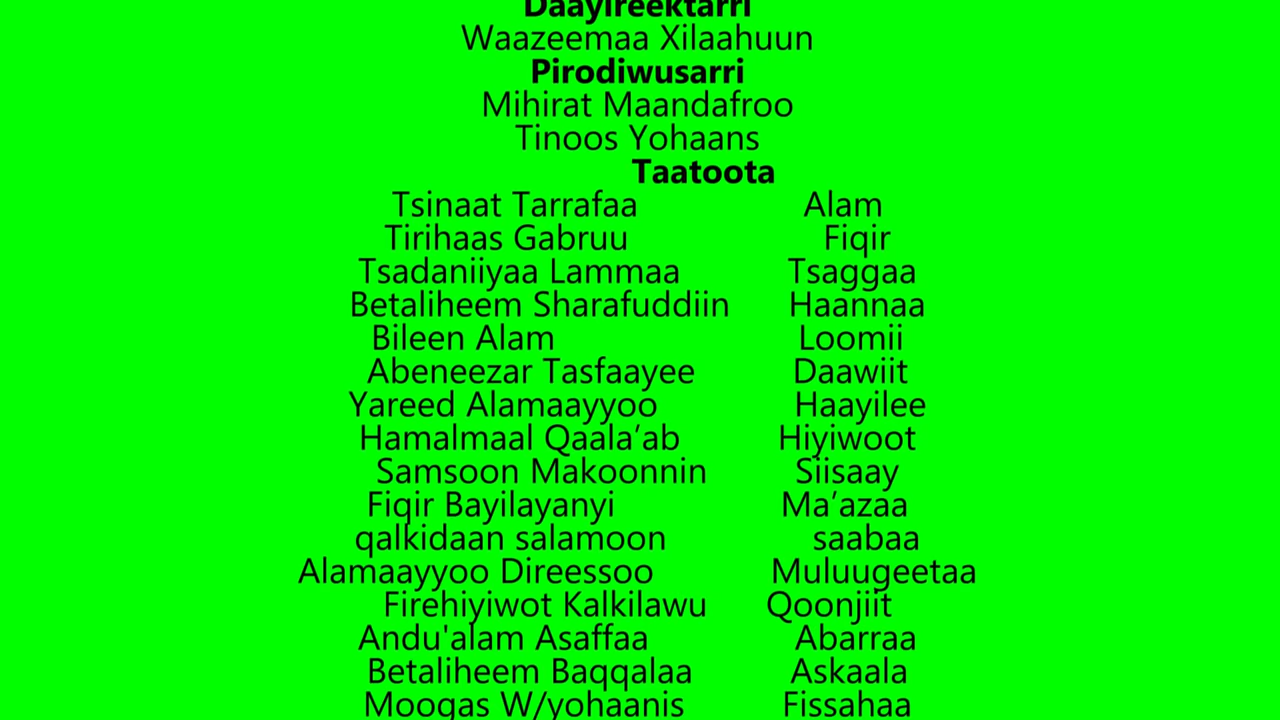 Daayireektarri
Waazeemaa Xilaahuun
Pirodiwusarri
Mihirat Maandafroo
Tinoos Yohaans
Taatoota
Tsinaat Tarrafaa Alam
Tirihaas Gabruu Fiqir
Tsadaniiyaa Lammaa Tsaggaa
Betaliheem Sharafuddiin Haannaa
Bileen Alam Loomii
Abeneezar Tasfaayee Daawiit
Yareed Alamaayyoo Haayilee
Hamalmaal Qaala’ab Hiyiwoot
Samsoon Makoonnin Siisaay
Fiqir Bayilayanyi Ma’azaa
qalkidaan salamoon saabaa
Alamaayyoo Direessoo Muluugeetaa
Firehiyiwot Kalkilawu Qoonjiit
Andu'alam Asaffaa Abarraa
Betaliheem Baqqalaa Askaala
Moogas W/yohaanis Fissahaa